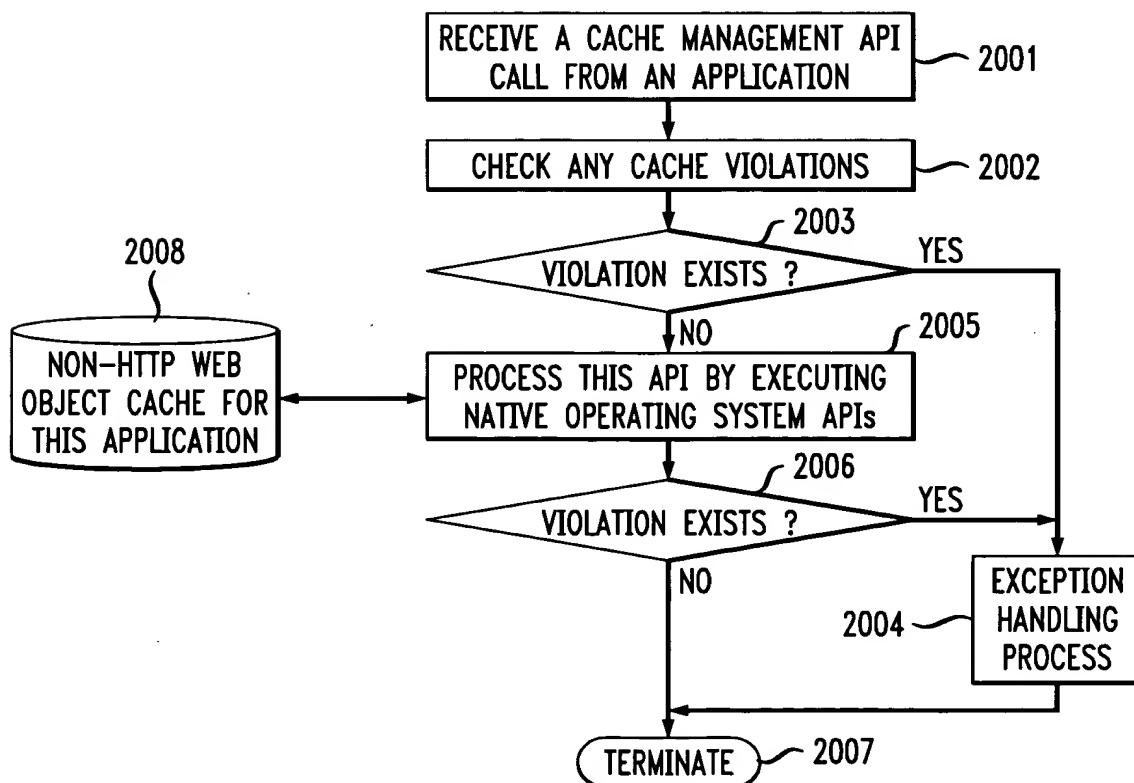 RECEIVE A CACHE MANAGEMENT API
CALL FROM AN APPLICATION
2001
CHECK ANY CACHE VIOLATIONS
2002
2003
VIOLATION EXISTS ?
YES
NO
2008
NON-HTTP WEB
OBJECT CACHE FOR
THIS APPLICATION
2005
PROCESS THIS API BY EXECUTING
NATIVE OPERATING SYSTEM APIs
2006
VIOLATION EXISTS ?
YES
NO
2004
EXCEPTION
HANDLING
PROCESS
TERMINATE
2007